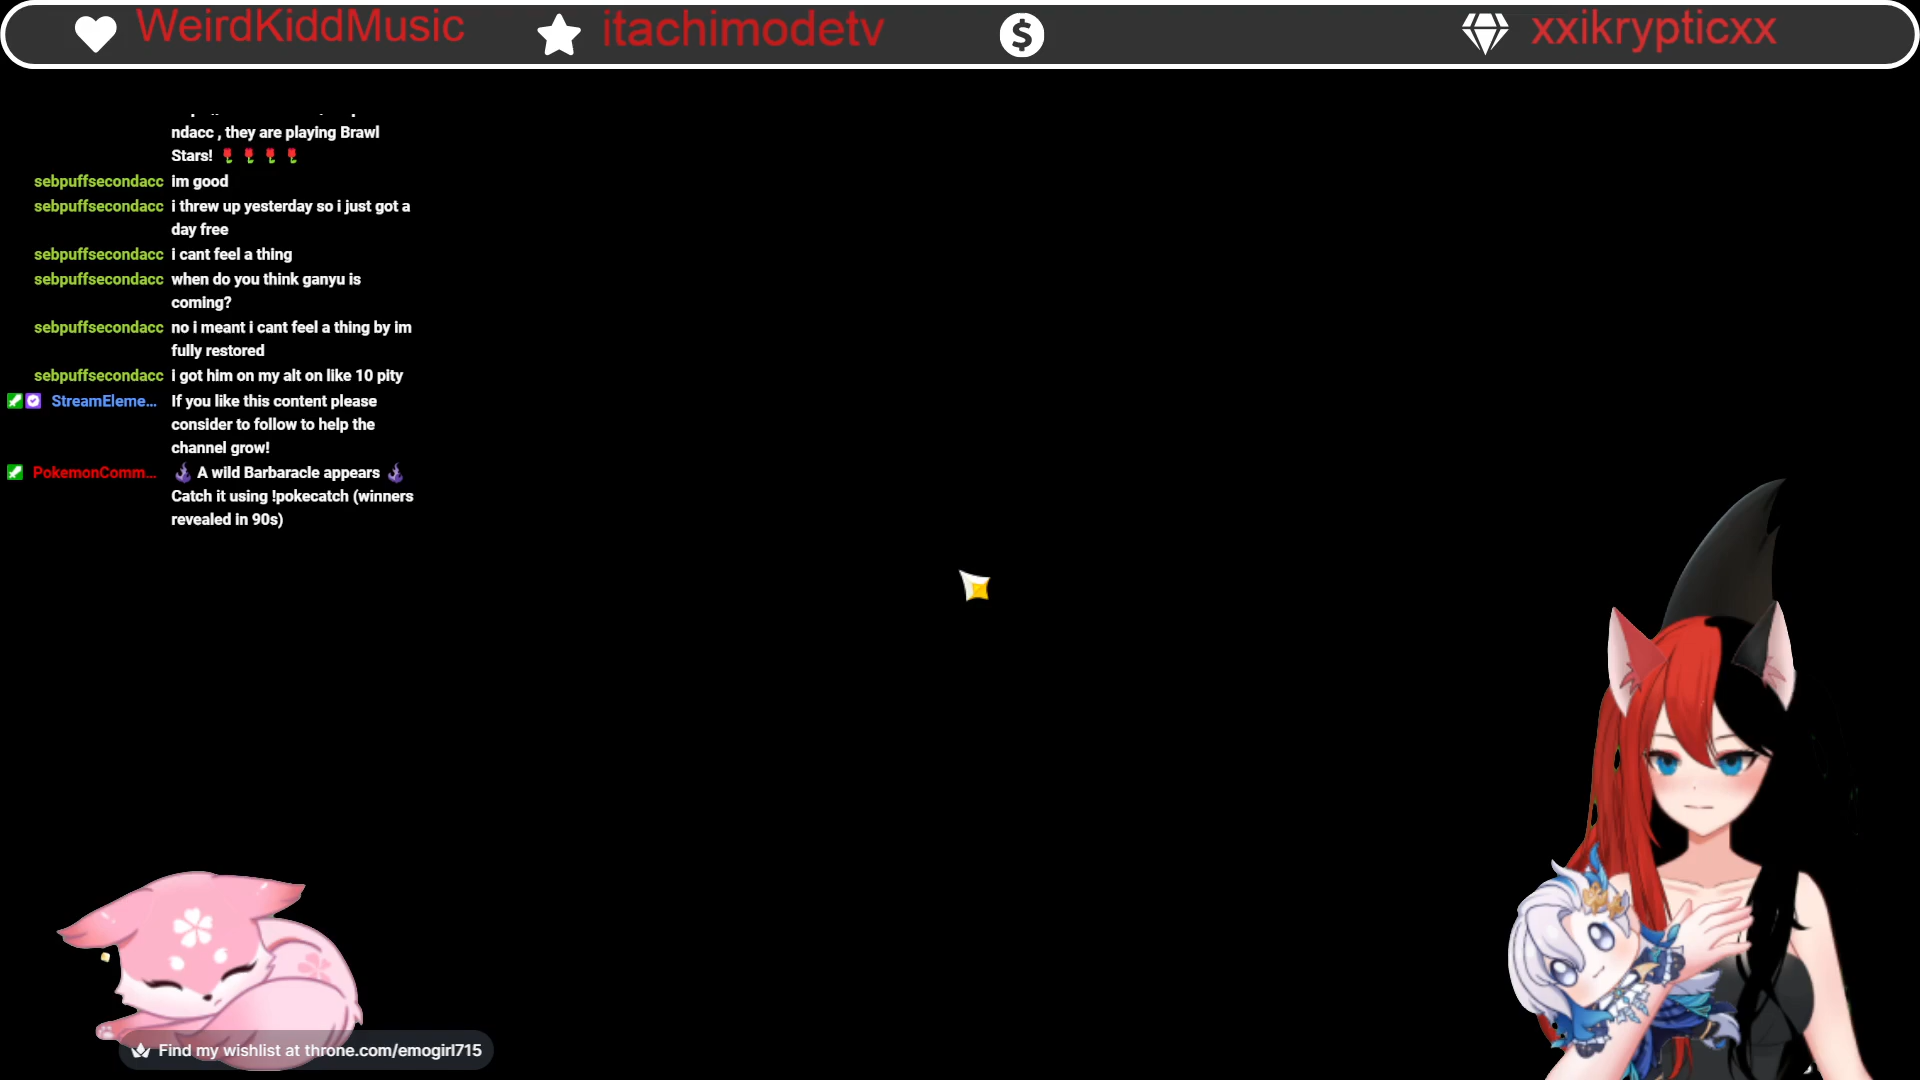 WeirdKiddMusic
itachimodetv
xxikrypticxx
ndacc , they are playing Brawl
Stars!
sebpuffsecondacc im good
sebpuffsecondacc i threw up yesterday so i just got a
day free
sebpuffsecondacc i cant feel a thing
sebpuffsecondacc when do you think ganyu is
coming?
sebpuffsecondacc no i meant i cant feel a thing by im
fully restored
sebpuffsecondacc i got him on my alt on like 10 pity
StreamEleme... If you like this content please
consider to follow to help the
channel grow!
PokemonComm... A wild Barbaracle appears
Catch it using !pokecatch (winners
revealed in 90s)
Find my wishlist at throne.com/emogirl715